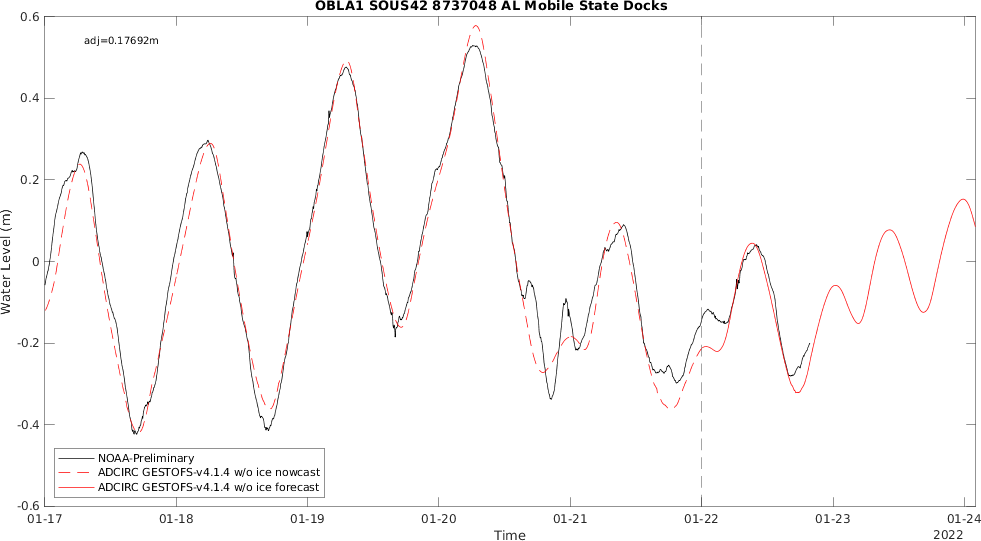 OBLA1 SOUS42 8737048 AL Mobile State Docks
adj=0.17692m
0.6
0.4
0.2
0
-0.2
-0.4
-0.6
Water Level (m)
NOAA-Preliminary
ADCIRC GESTOFS-v4.1.4 w/o ice nowcast
ADCIRC GESTOFS-v4.1.4 w/o ice forecast
01-17 01-18 01-19 01-20 01-21 01-22 01-23 01-24
Time
2022